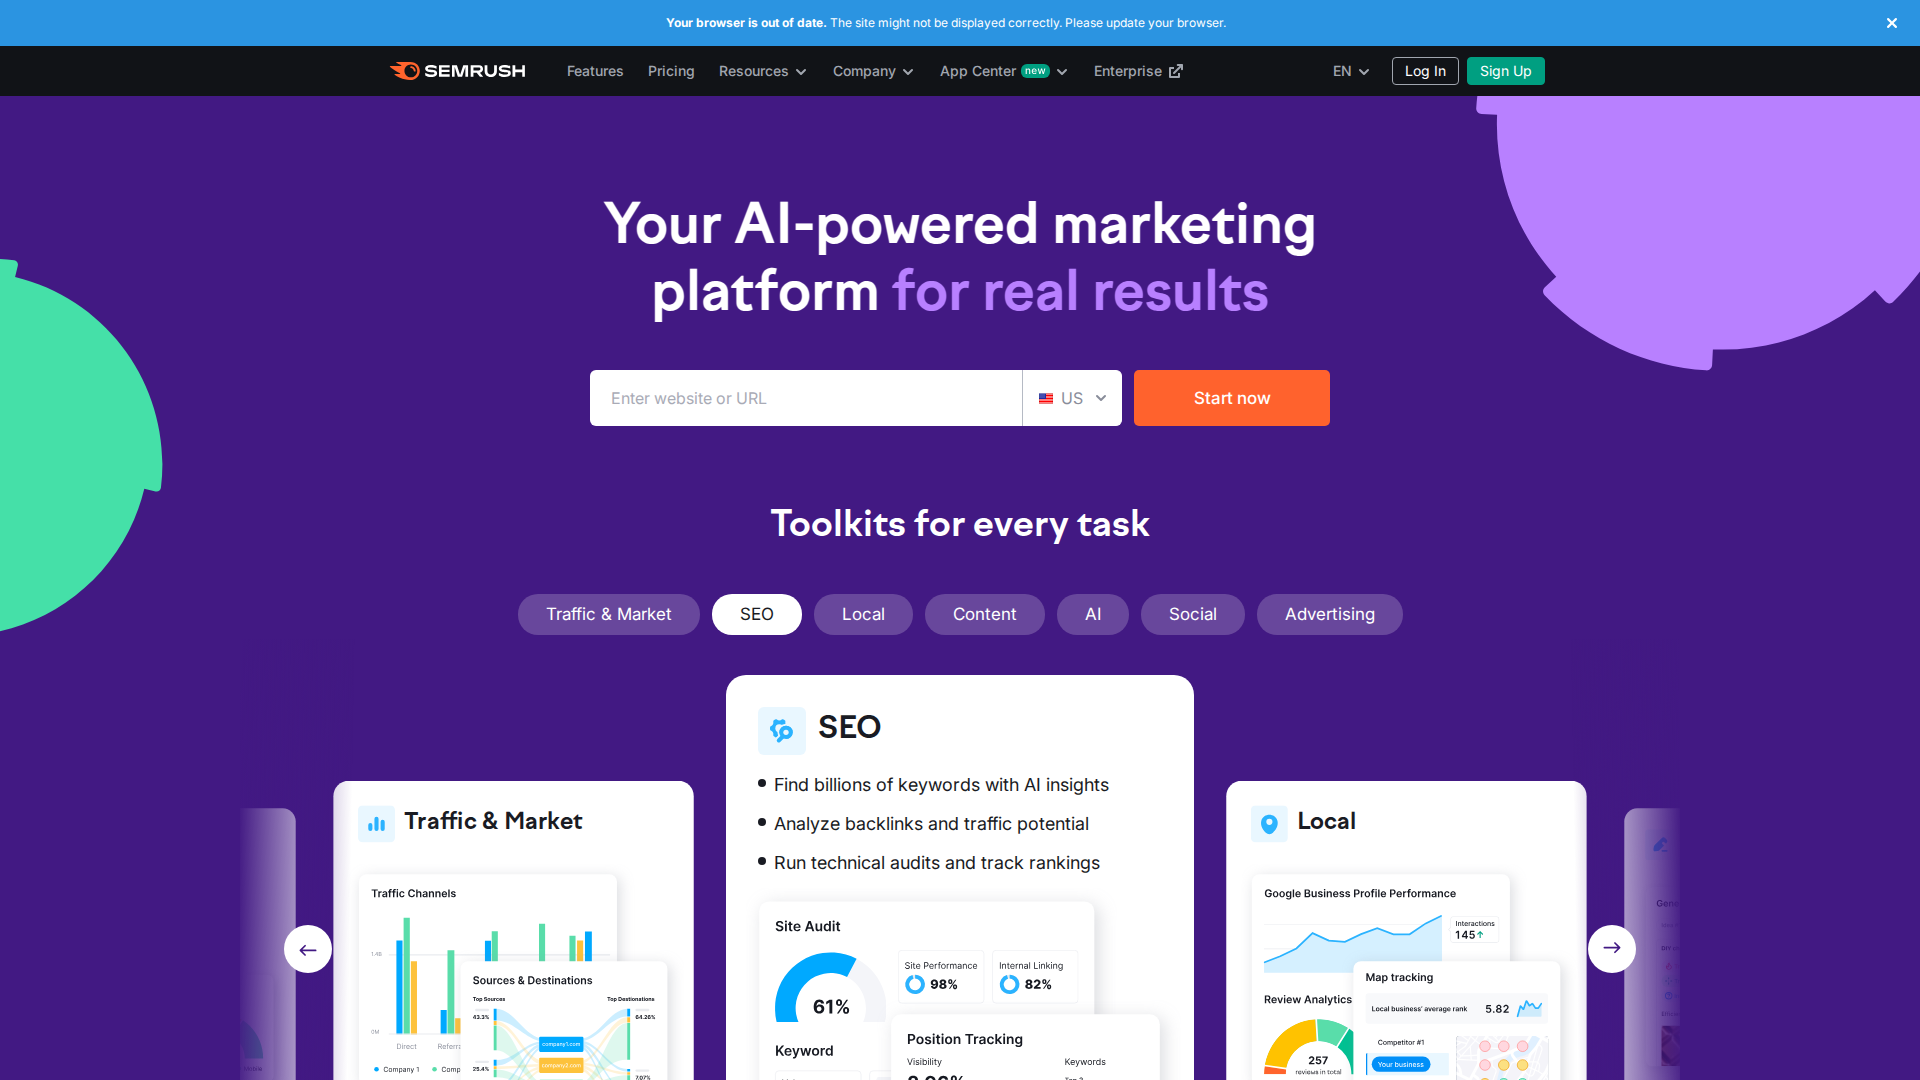 Your browser is out of date. The site might not be displayed correctly. Please update your browser.
SEMRUSH Features Pricing Resources Company App Center new Enterprise EN Log In Sign Up
Your AI-powered marketing
platform for real results
Enter website or URL US Start now
Toolkits for every task
Traffic & Market SEO Local Content AI Social Advertising
SEO
Find billions of keywords with AI insights
Analyze backlinks and traffic potential
Run technical audits and track rankings
Site Audit
Site Performance
98%
Internal Linking
82%
61%
Keyword
Position Tracking
Visibility Keywords
Traffic & Market
Traffic Channels
0M
Direct
Company 1
Sources & Destinations
Top Sources Top Destinations
43.3% 64.26%
company1.com
company2.com
25.4% 7.07%
Local
Google Business Profile Performance
Interactions
145
Map tracking
Local business' average rank 5.82
Review Analytics
257
reviews in total
Competitor #1
Your business